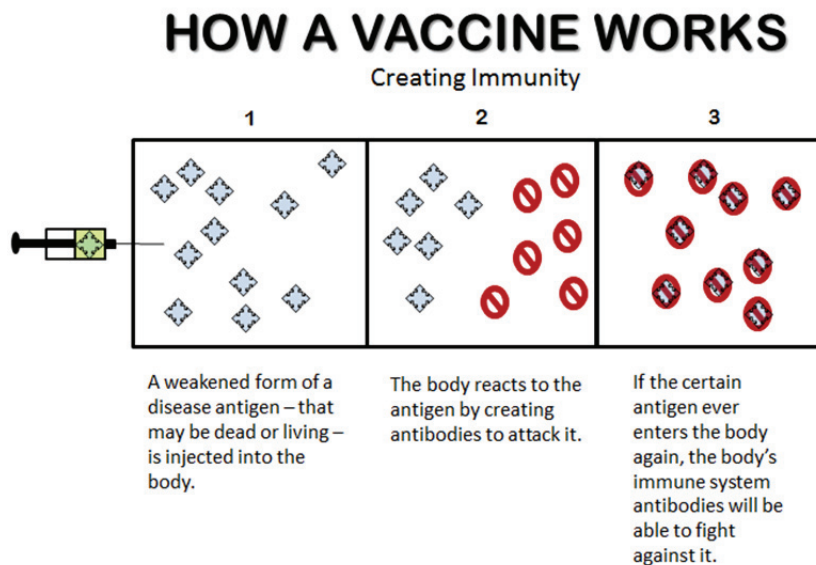 HOW A VACCINE WORKS
Creating Immunity
1
2
3
A weakened form of a
disease antigen – that
may be dead or living –
is injected into the
body.
The body reacts to the
antigen by creating
antibodies to attack it.
If the certain
antigen ever
enters the body
again, the body’s
immune system
antibodies will be
able to fight
against it.